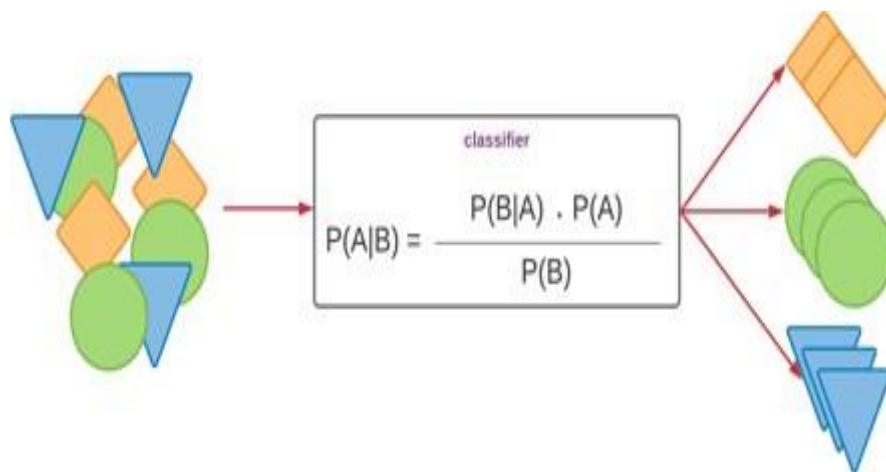 classifier
P(A|B) = P(B|A) . P(A)
P(B)